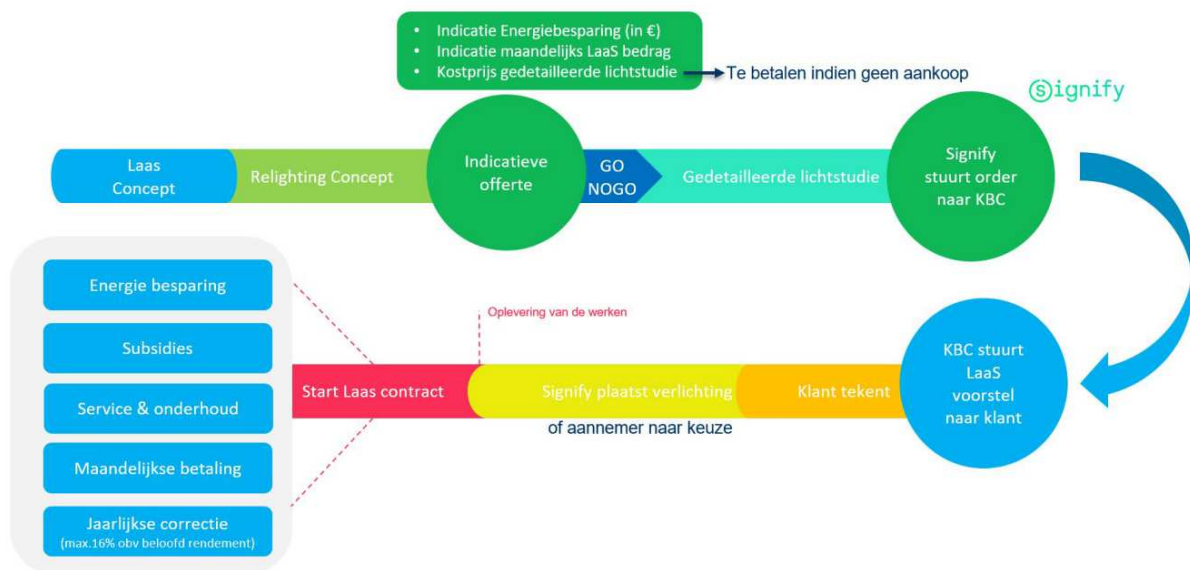 • Indicatie Energiebesparing (in €)
• Indicatie maandelijks LaaS bedrag
• Kostprijs gedetailleerde lichtstudie
Te betalen indien geen aankoop
Signify
Laas
Concept
Relighting Concept
Indicatieve
offerte
GO
NOGO
Gedetailleerde lichtstudie
Signify
stuurt order
naar KBC
Energie besparing
Subsidies
Service & onderhoud
Maandelijkse betaling
Jaarlijkse correctie
(max.16% obv beloofd rendement)
Oplevering van de werken
Start Laas contract
Signify plaatst verlichting
of aannemer naar keuze
Klant tekent
KBC stuurt
LaaS
voorstel
naar klant